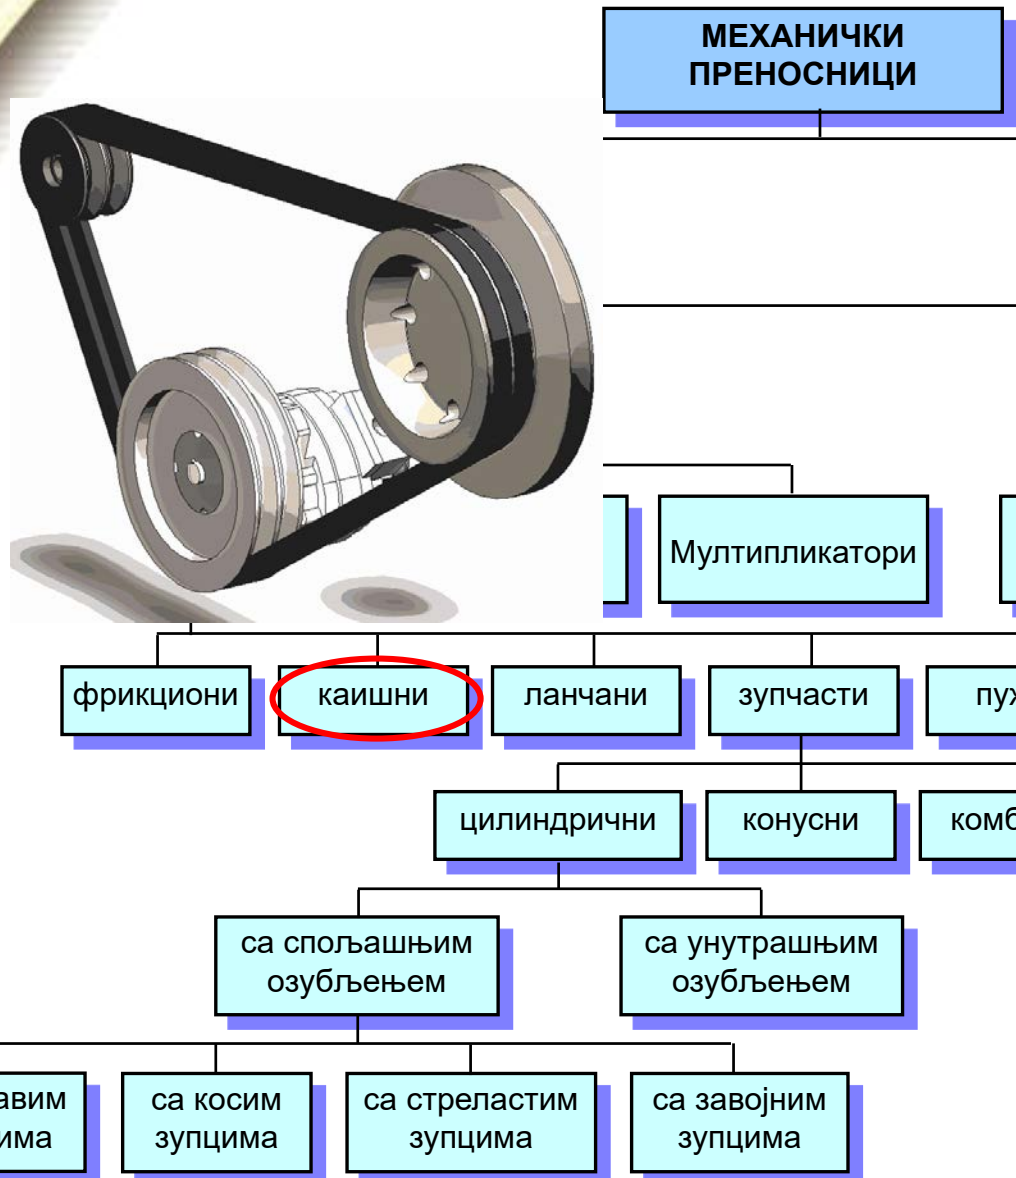 МЕХАНИЧКИ
ПРЕНОСНИЦИ
Мултипликатори
фрикциони
каишни
ланчани
зупчасти
цилиндрични
конусни
са спољашњим
озубљењем
са унутрашњим
озубљењем
са косим
зупцима
са стреластим
зупцима
са завојним
зупцима